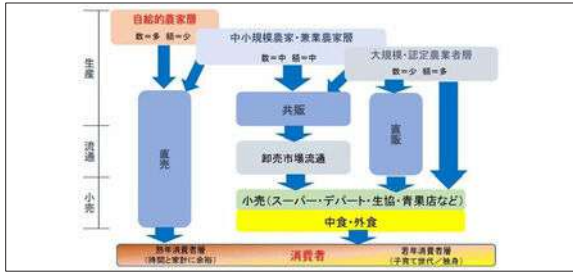 自給的農家層
数=多 額=少
中小規模農家・兼業農家層
数=中 額=中
大規模・認定農業者層
数=少 額=多
生産
流通
小売
直売
共販
直販
卸売市場流通
小売(スーパー・デパート・生協・青果店など)
中食・外食
熟年消費者層
(時間と家計に余裕)
消費者
若年消費者層
(子育て世代/独身)